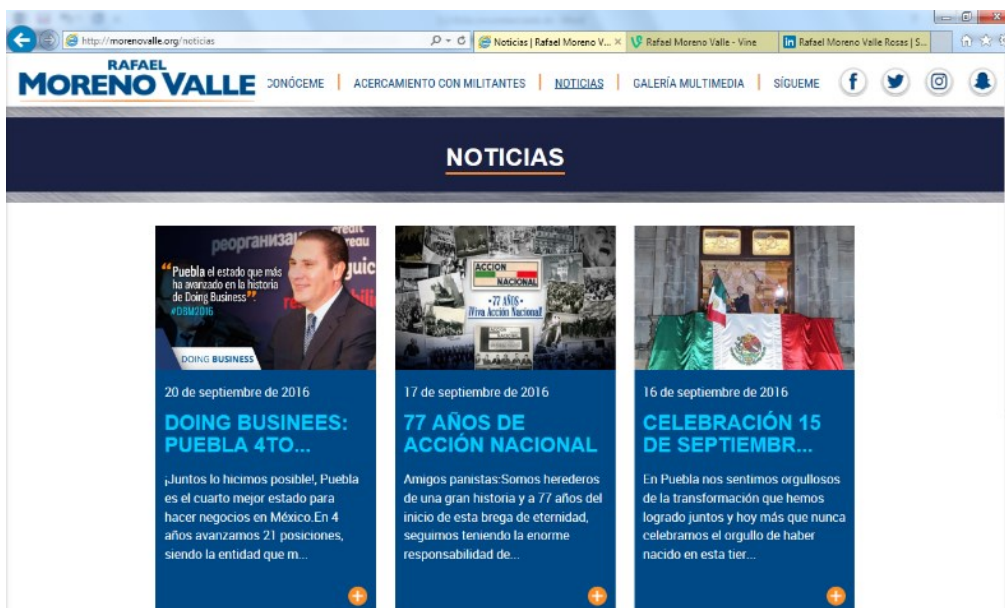 http://morenovalle.org/noticias
Noticias | Rafael Moreno V...
Rafael Moreno Valle - Vine
Rafael Moreno Valle Rosas | S...
RAFAEL
MORENO VALLE
CONÓCEME | ACERCAMIENTO CON MILITANTES | NOTICIAS | GALERÍA MULTIMEDIA | SÍGUEME
NOTICIAS
реорганиза
credit
reau
"Puebla el estado que más
ha avanzado en la historia
de Doing Business".
#DBM2016
DOING BUSINESS
20 de septiembre de 2016
DOING BUSINEES:
PUEBLA 4TO...
¡Juntos lo hicimos posible!, Puebla
es el cuarto mejor estado para
hacer negocios en México.En 4
años avanzamos 21 posiciones,
siendo la entidad que m...
ACCION
NACIONAL
•77 AÑOS•
¡Viva Acción Nacional!
17 de septiembre de 2016
77 AÑOS DE
ACCIÓN NACIONAL
Amigos panistas:Somos herederos
de una gran historia y a 77 años del
inicio de esta brega de eternidad,
seguimos teniendo la enorme
responsabilidad de...
16 de septiembre de 2016
CELEBRACIÓN 15
DE SEPTIEMBR...
En Puebla nos sentimos orgullosos
de la transformación que hemos
logrado juntos y hoy más que nunca
celebramos el orgullo de haber
nacido en esta tier...